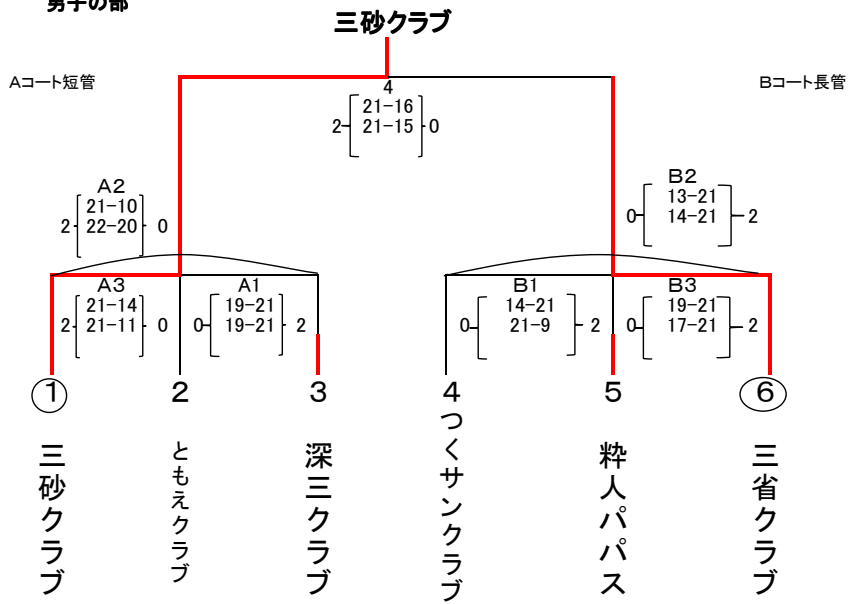 男子の部
三砂クラブ
Aコート短管
Bコート長管
4
21-16
2 21-15 0
A2
21-10
2 22-20 0
B2
13-21
0 14-21 2
A3
21-14
2 21-11 0
A1
19-21
0 19-21 2
B1
14-21
0 21-9 2
B3
19-21
0 17-21 2
1 2 3 4 5 6
三砂クラブ
ともえクラブ
深三クラブ
つくサンクラブ
粋人パパス
三省クラブ